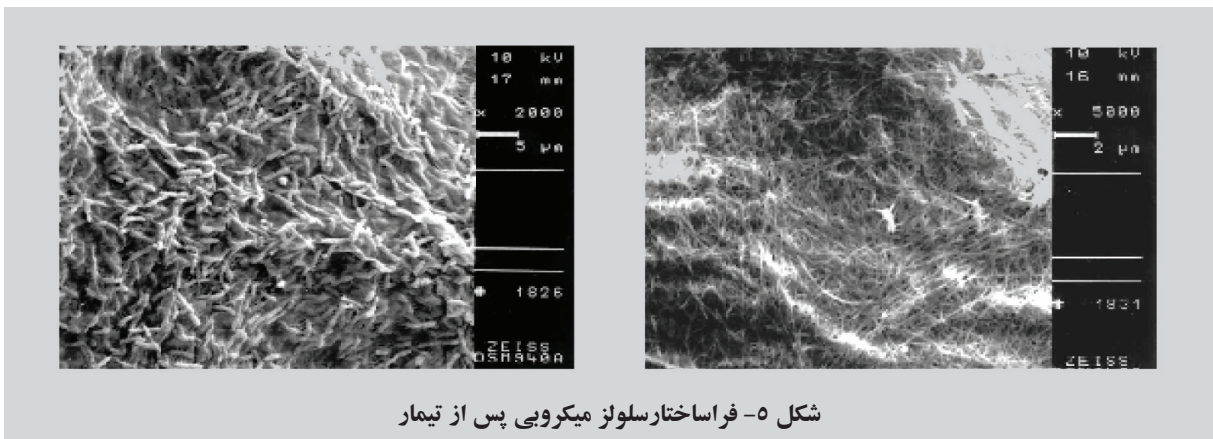 10 kV
17 mm
x 2000
5 µm
1826
ZEISS
DSM940A
10 kV
16 mm
x 5000
2 µm
1831
ZEISS
شکل ۵- فراساختارسلولز میکروبی پس از تیمار